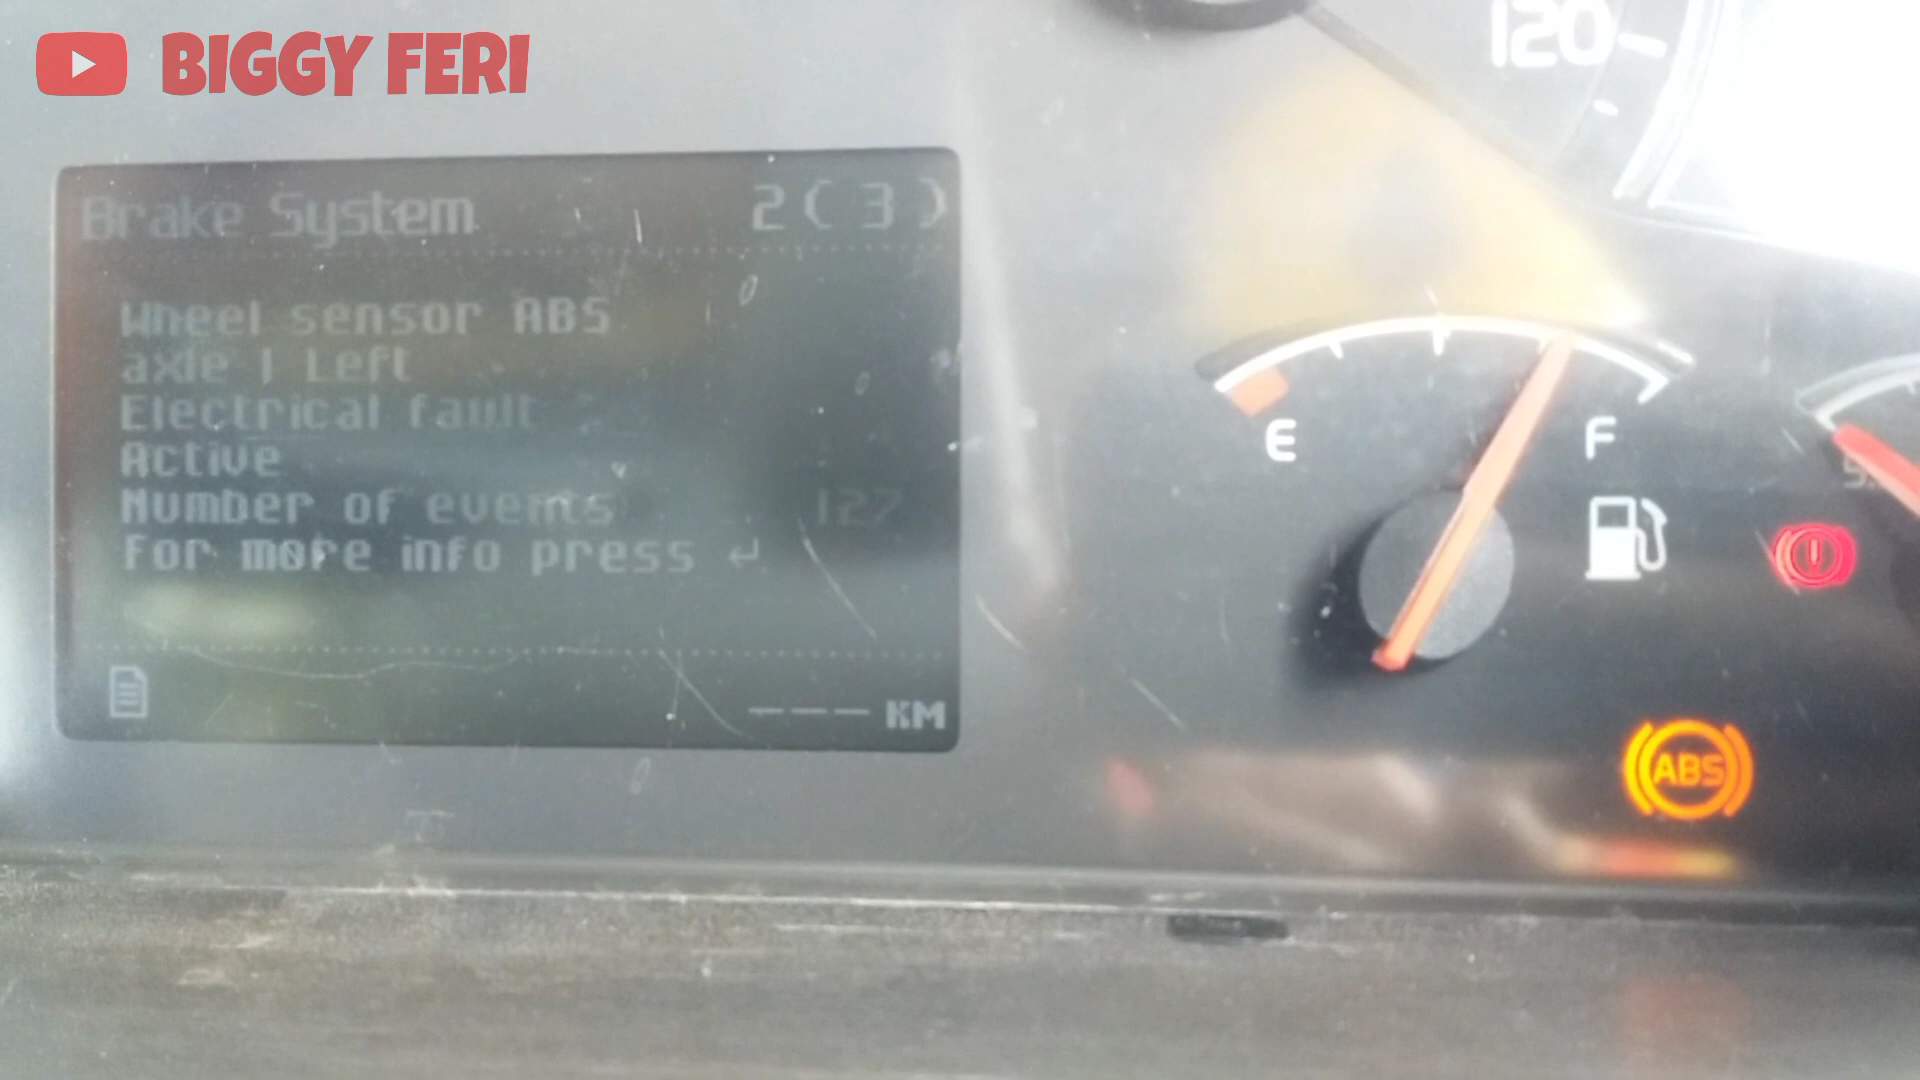 BIGGY FERI
120
Brake System 2(3)
Wheel sensor ABS
axle 1 Left
Electrical fault
Active
Number of events 127
For more info press ↵
--- KM
E
F
ABS